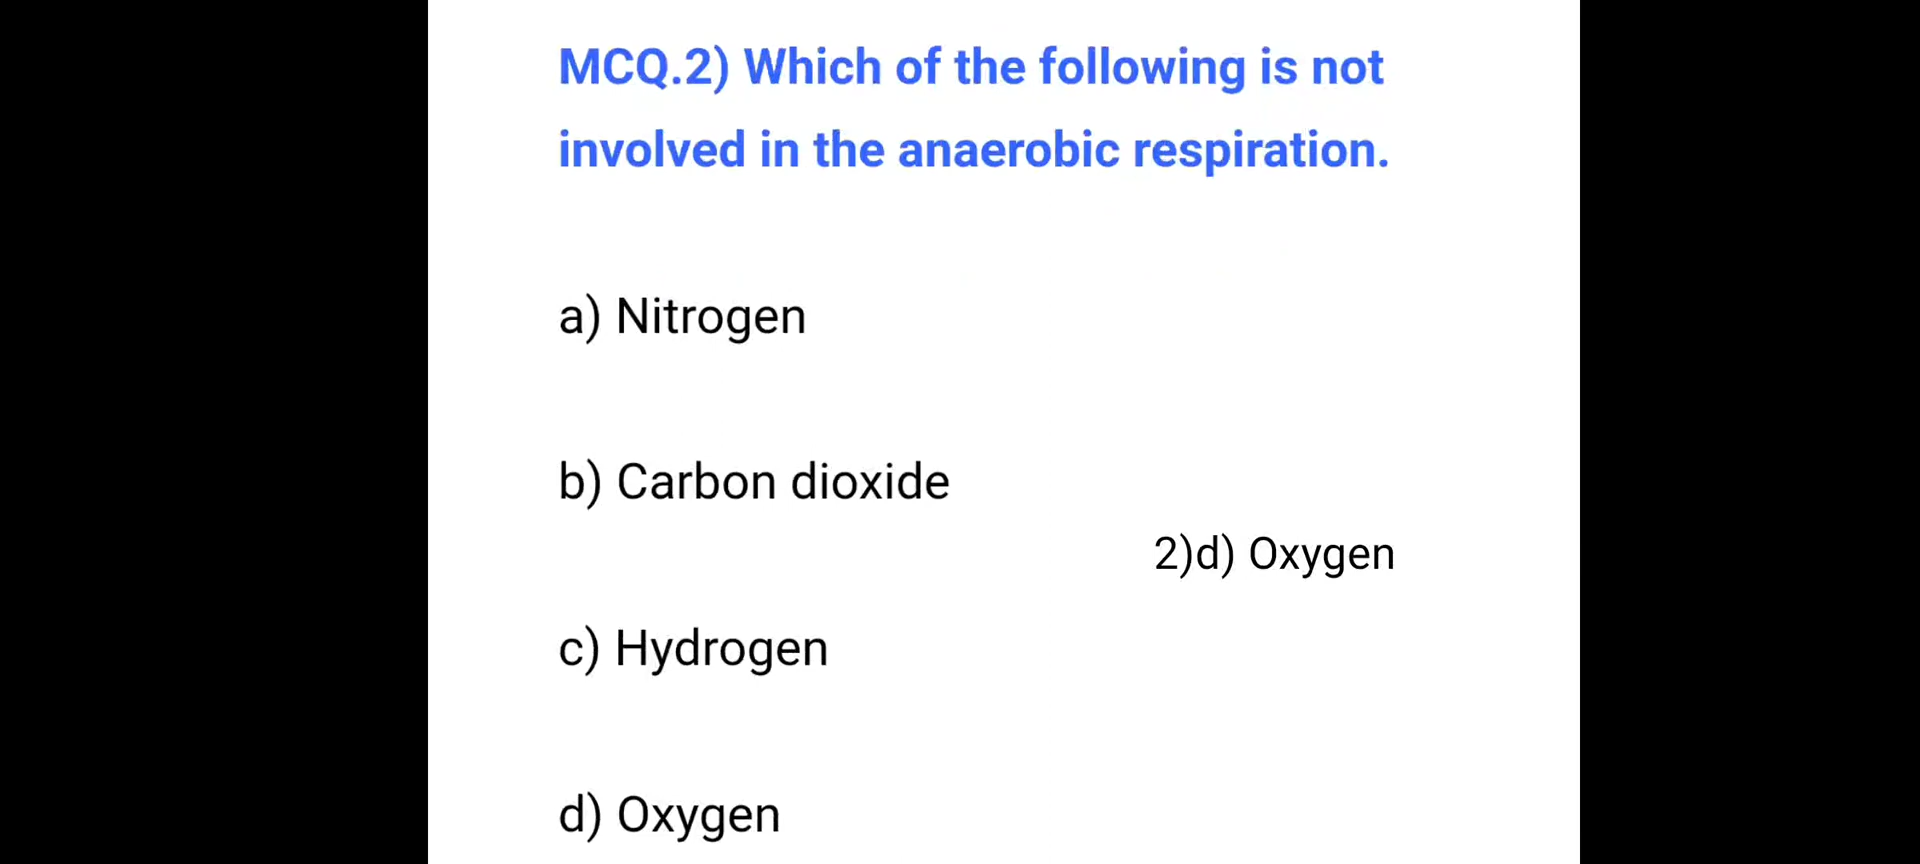 MCQ.2) Which of the following is not
involved in the anaerobic respiration.
a) Nitrogen
b) Carbon dioxide
2)d) Oxygen
c) Hydrogen
d) Oxygen